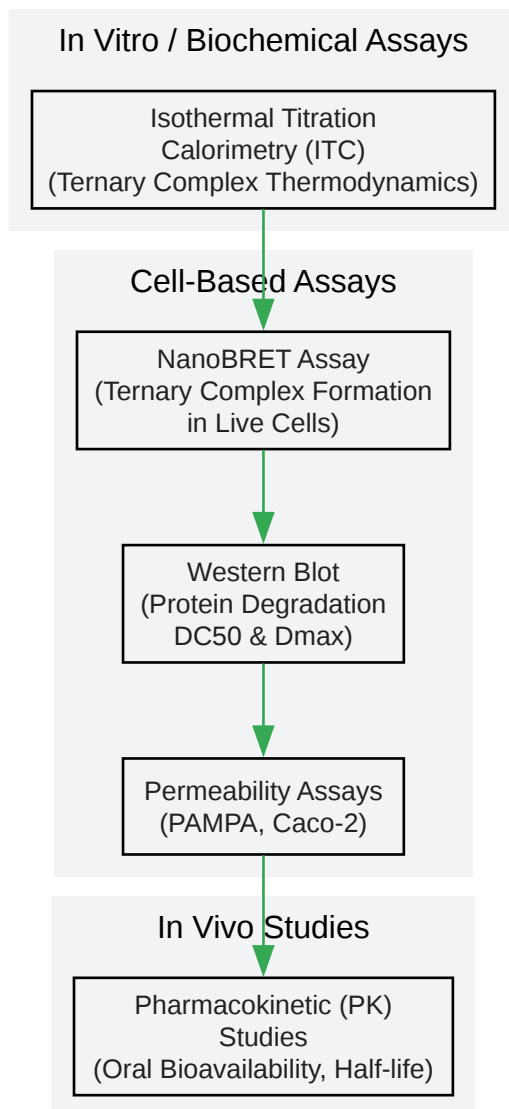 In Vitro / Biochemical Assays
Isothermal Titration
Calorimetry (ITC)
(Ternary Complex Thermodynamics)
Cell-Based Assays
NanoBRET Assay
(Ternary Complex Formation
in Live Cells)
Western Blot
(Protein Degradation
DC50 & Dmax)
Permeability Assays
(PAMPA, Caco-2)
In Vivo Studies
Pharmacokinetic (PK)
Studies
(Oral Bioavailability, Half-life)